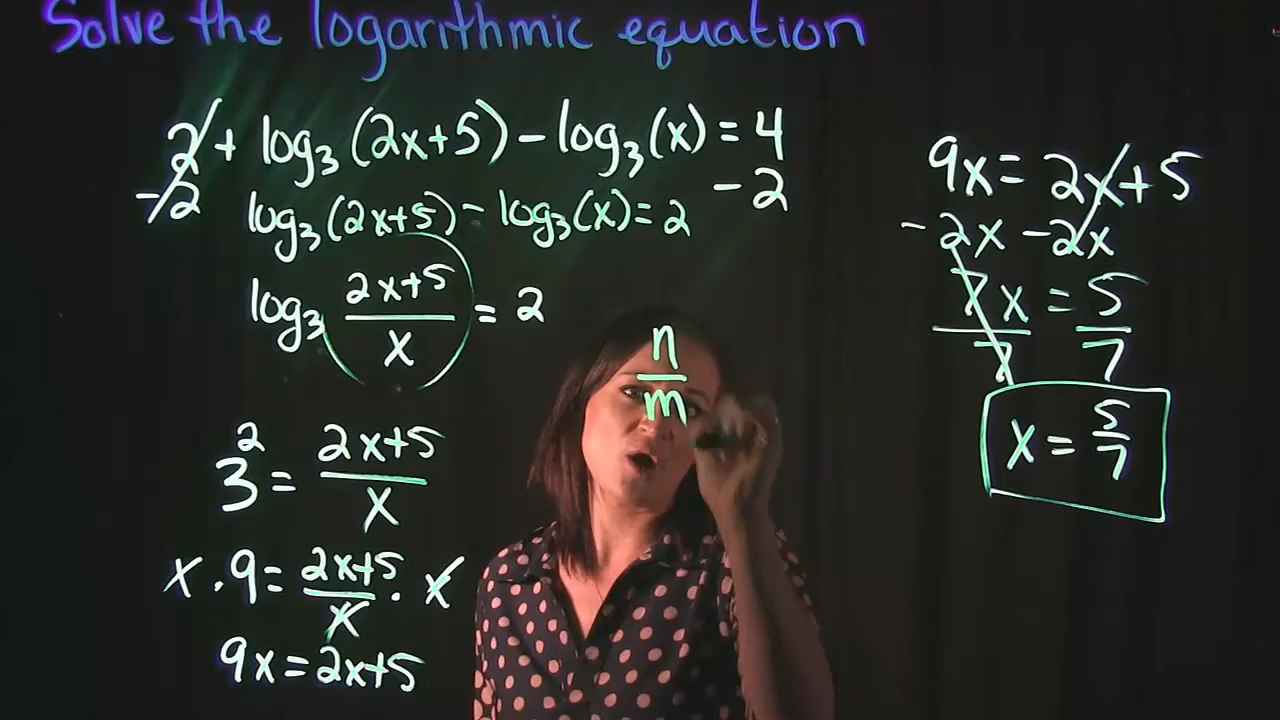 Solve the logarithmic equation
2 + log₃(2x+5) - log₃(x) = 4
-2 -2
log₃(2x+5) - log₃(x) = 2
log₃ (2x+5)/x = 2
3² = (2x+5)/x
x · 9 = (2x+5)/x · x
9x = 2x+5
n/m
9x = 2x+5
-2x -2x
7x = 5
7 7
x = 5/7